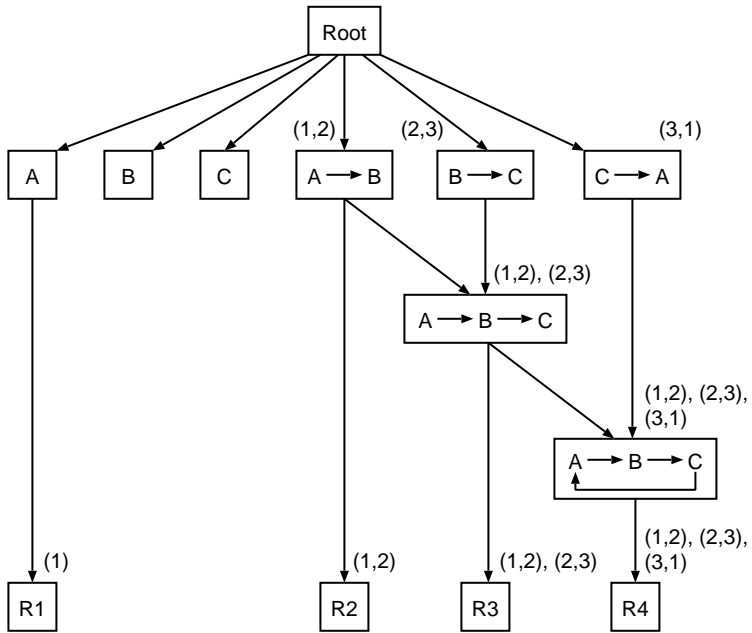 Root
(1,2)
(2,3)
(3,1)
A
B
C
A B
B C
C A
(1,2), (2,3)
A B C
(1,2), (2,3),
(3,1)
A B C
(1,2), (2,3),
(3,1)
(1)
(1,2)
(1,2), (2,3)
R1
R2
R3
R4